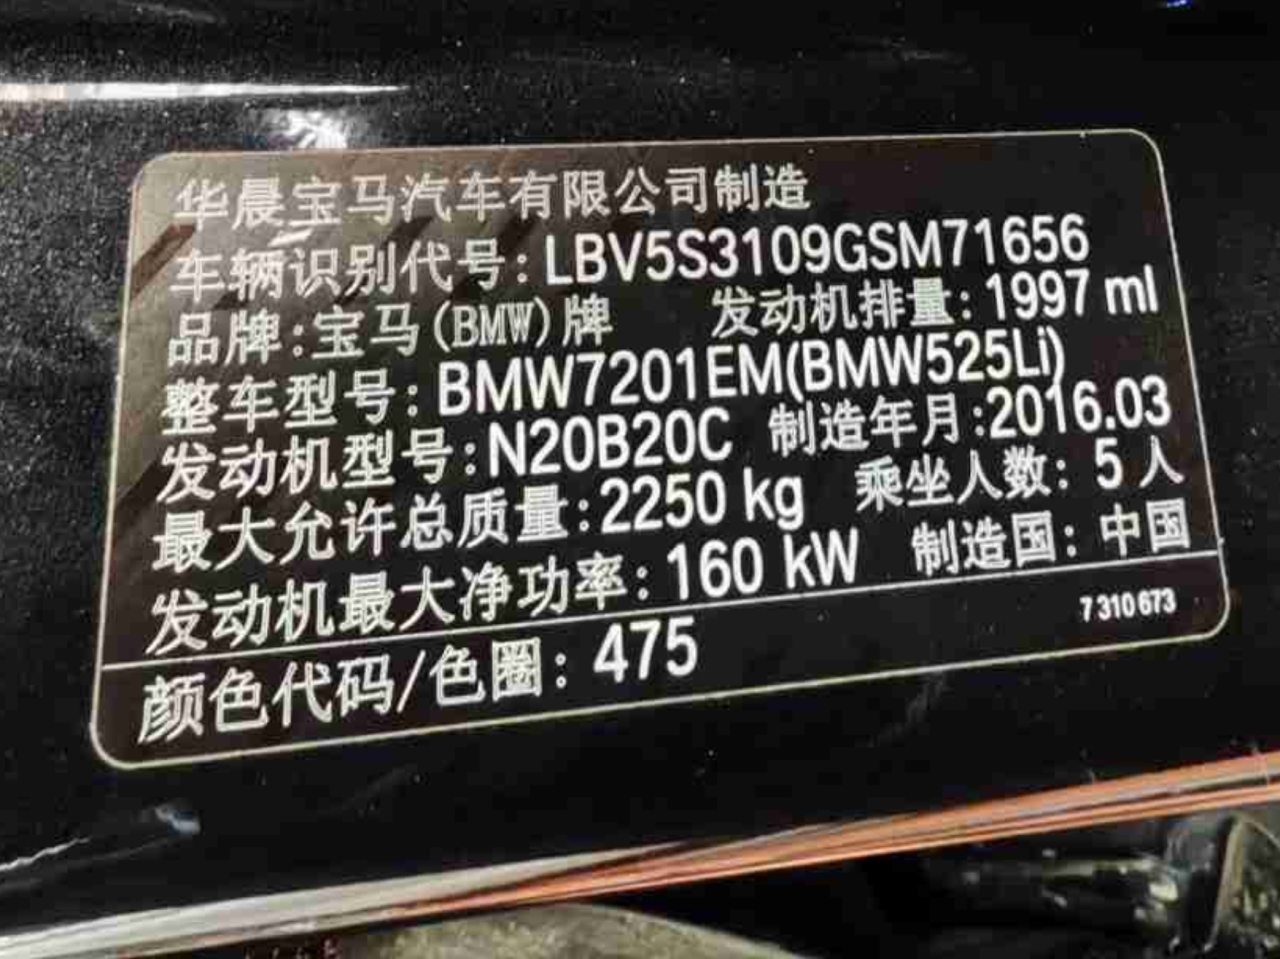 华晨宝马汽车有限公司制造
车辆识别代号:LBV5S3109GSM71656
品牌:宝马(BMW)牌 发动机排量:1997 ml
整车型号:BMW7201EM(BMW525Li)
发动机型号:N20B20C 制造年月:2016.03
最大允许总质量:2250 kg 乘坐人数:5人
发动机最大净功率:160 kW 制造国:中国
7 310 673
颜色代码/色圈:475